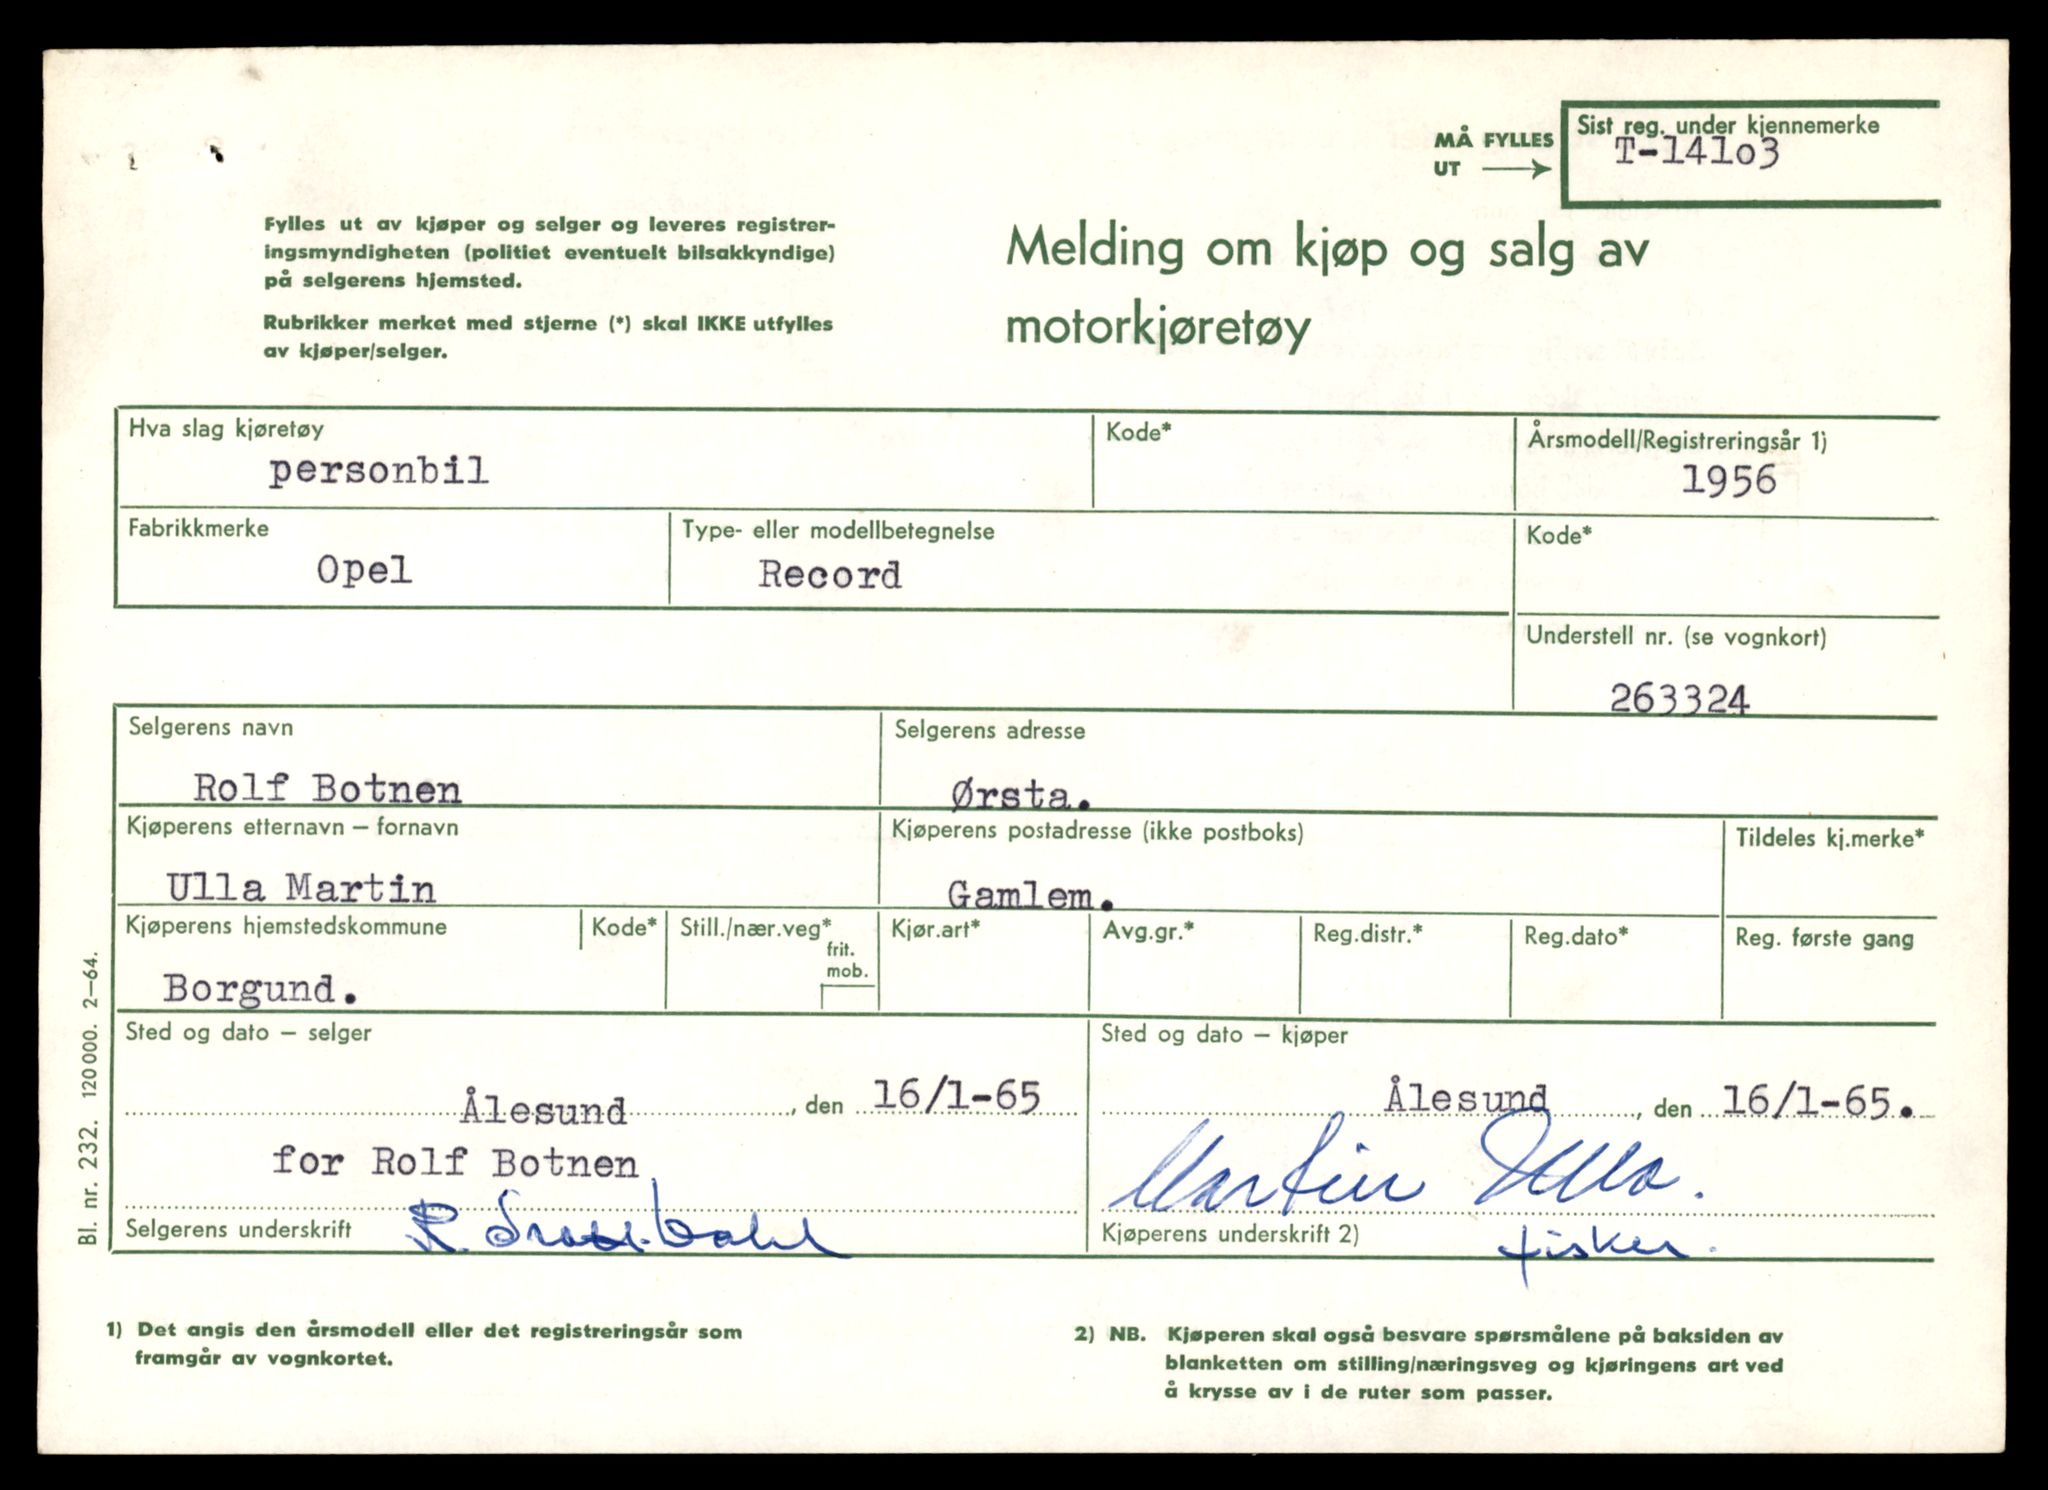 MÅ FYLLES
UT
Sist reg. under kjennemerke
T-141o3
Fylles ut av kjøper og selger og leveres registrer-
ingsmyndigheten (politiet eventuelt bilsakkyndige)
på selgerens hjemsted.
Rubrikker merket med stjerne (*) skal IKKE utfylles
av kjøper/selger.
Melding om kjøp og salg av
motorkjøretøy
Hva slag kjøretøy
personbil
Kode*
Årsmodell/Registreringsår 1)
1956
Fabrikkmerke
Opel
Type- eller modellbetegnelse
Record
Kode*
Understell nr. (se vognkort)
263324
Selgerens navn
Rolf Botnen
Selgerens adresse
Ørsta.
Kjøperens etternavn – fornavn
Ulla Martin
Kjøperens postadresse (ikke postboks)
Gamlem.
Tildeles kj.merke*
Kjøperens hjemstedskommune
Borgund.
Kode*
Still./nær.veg*
frit.
mob.
Kjør.art*
Avg.gr.*
Reg.distr.*
Reg.dato*
Reg. første gang
Sted og dato – selger
Ålesund, den 16/1-65
for Rolf Botnen
Selgerens underskrift R.
Sted og dato – kjøper
Ålesund, den 16/1-65.
Martin Ulla.
Kjøperens underskrift 2)
fisker.
Bl. nr. 232. 120 000. 2–64.
1) Det angis den årsmodell eller det registreringsår som
framgår av vognkortet.
2) NB. Kjøperen skal også besvare spørsmålene på baksiden av
blanketten om stilling/næringsveg og kjøringens art ved
å krysse av i de ruter som passer.